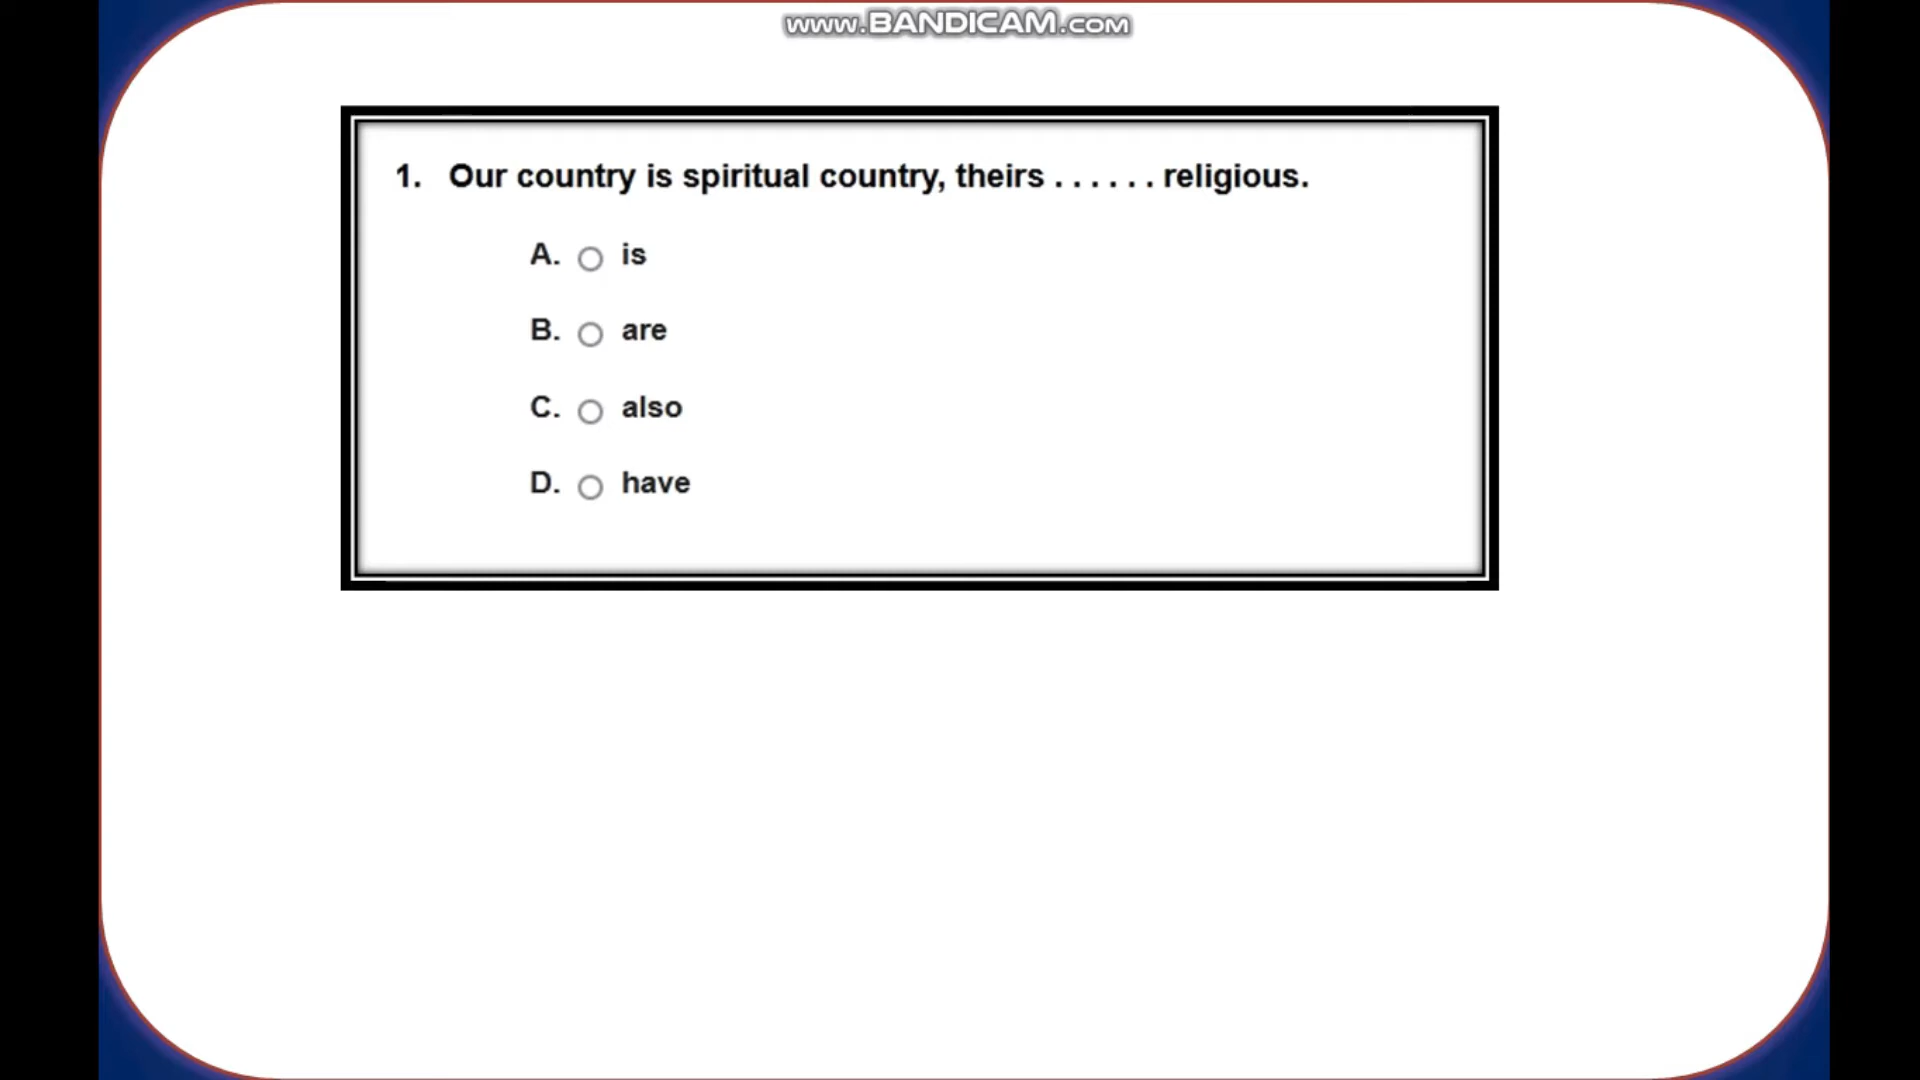 www.BANDICAM.com
1. Our country is spiritual country, theirs . . . . . . religious.
A. is
B. are
C. also
D. have